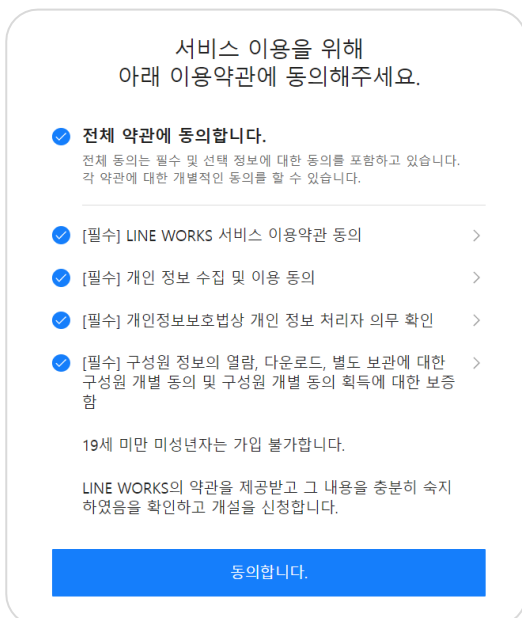 서비스 이용을 위해
아래 이용약관에 동의해주세요.
전체 약관에 동의합니다.
전체 동의는 필수 및 선택 정보에 대한 동의를 포함하고 있습니다.
각 약관에 대한 개별적인 동의를 할 수 있습니다.
[필수] LINE WORKS 서비스 이용약관 동의
[필수] 개인 정보 수집 및 이용 동의
[필수] 개인정보보호법상 개인 정보 처리자 의무 확인
[필수] 구성원 정보의 열람, 다운로드, 별도 보관에 대한
구성원 개별 동의 및 구성원 개별 동의 획득에 대한 보증
함
19세 미만 미성년자는 가입 불가합니다.
LINE WORKS의 약관을 제공받고 그 내용을 충분히 숙지
하였음을 확인하고 개설을 신청합니다.
동의합니다.